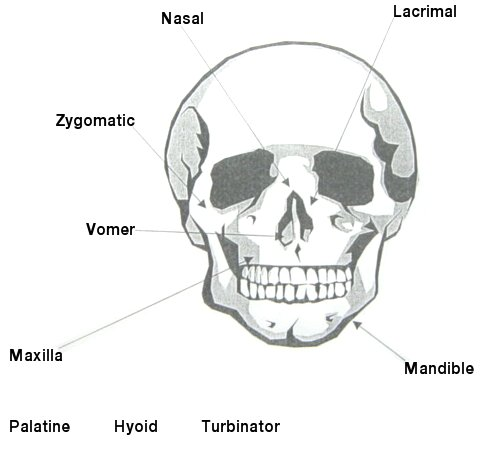 Nasal
Lacrimal
Zygomatic
Vomer
Maxilla
Mandible
Palatine Hyoid Turbinator